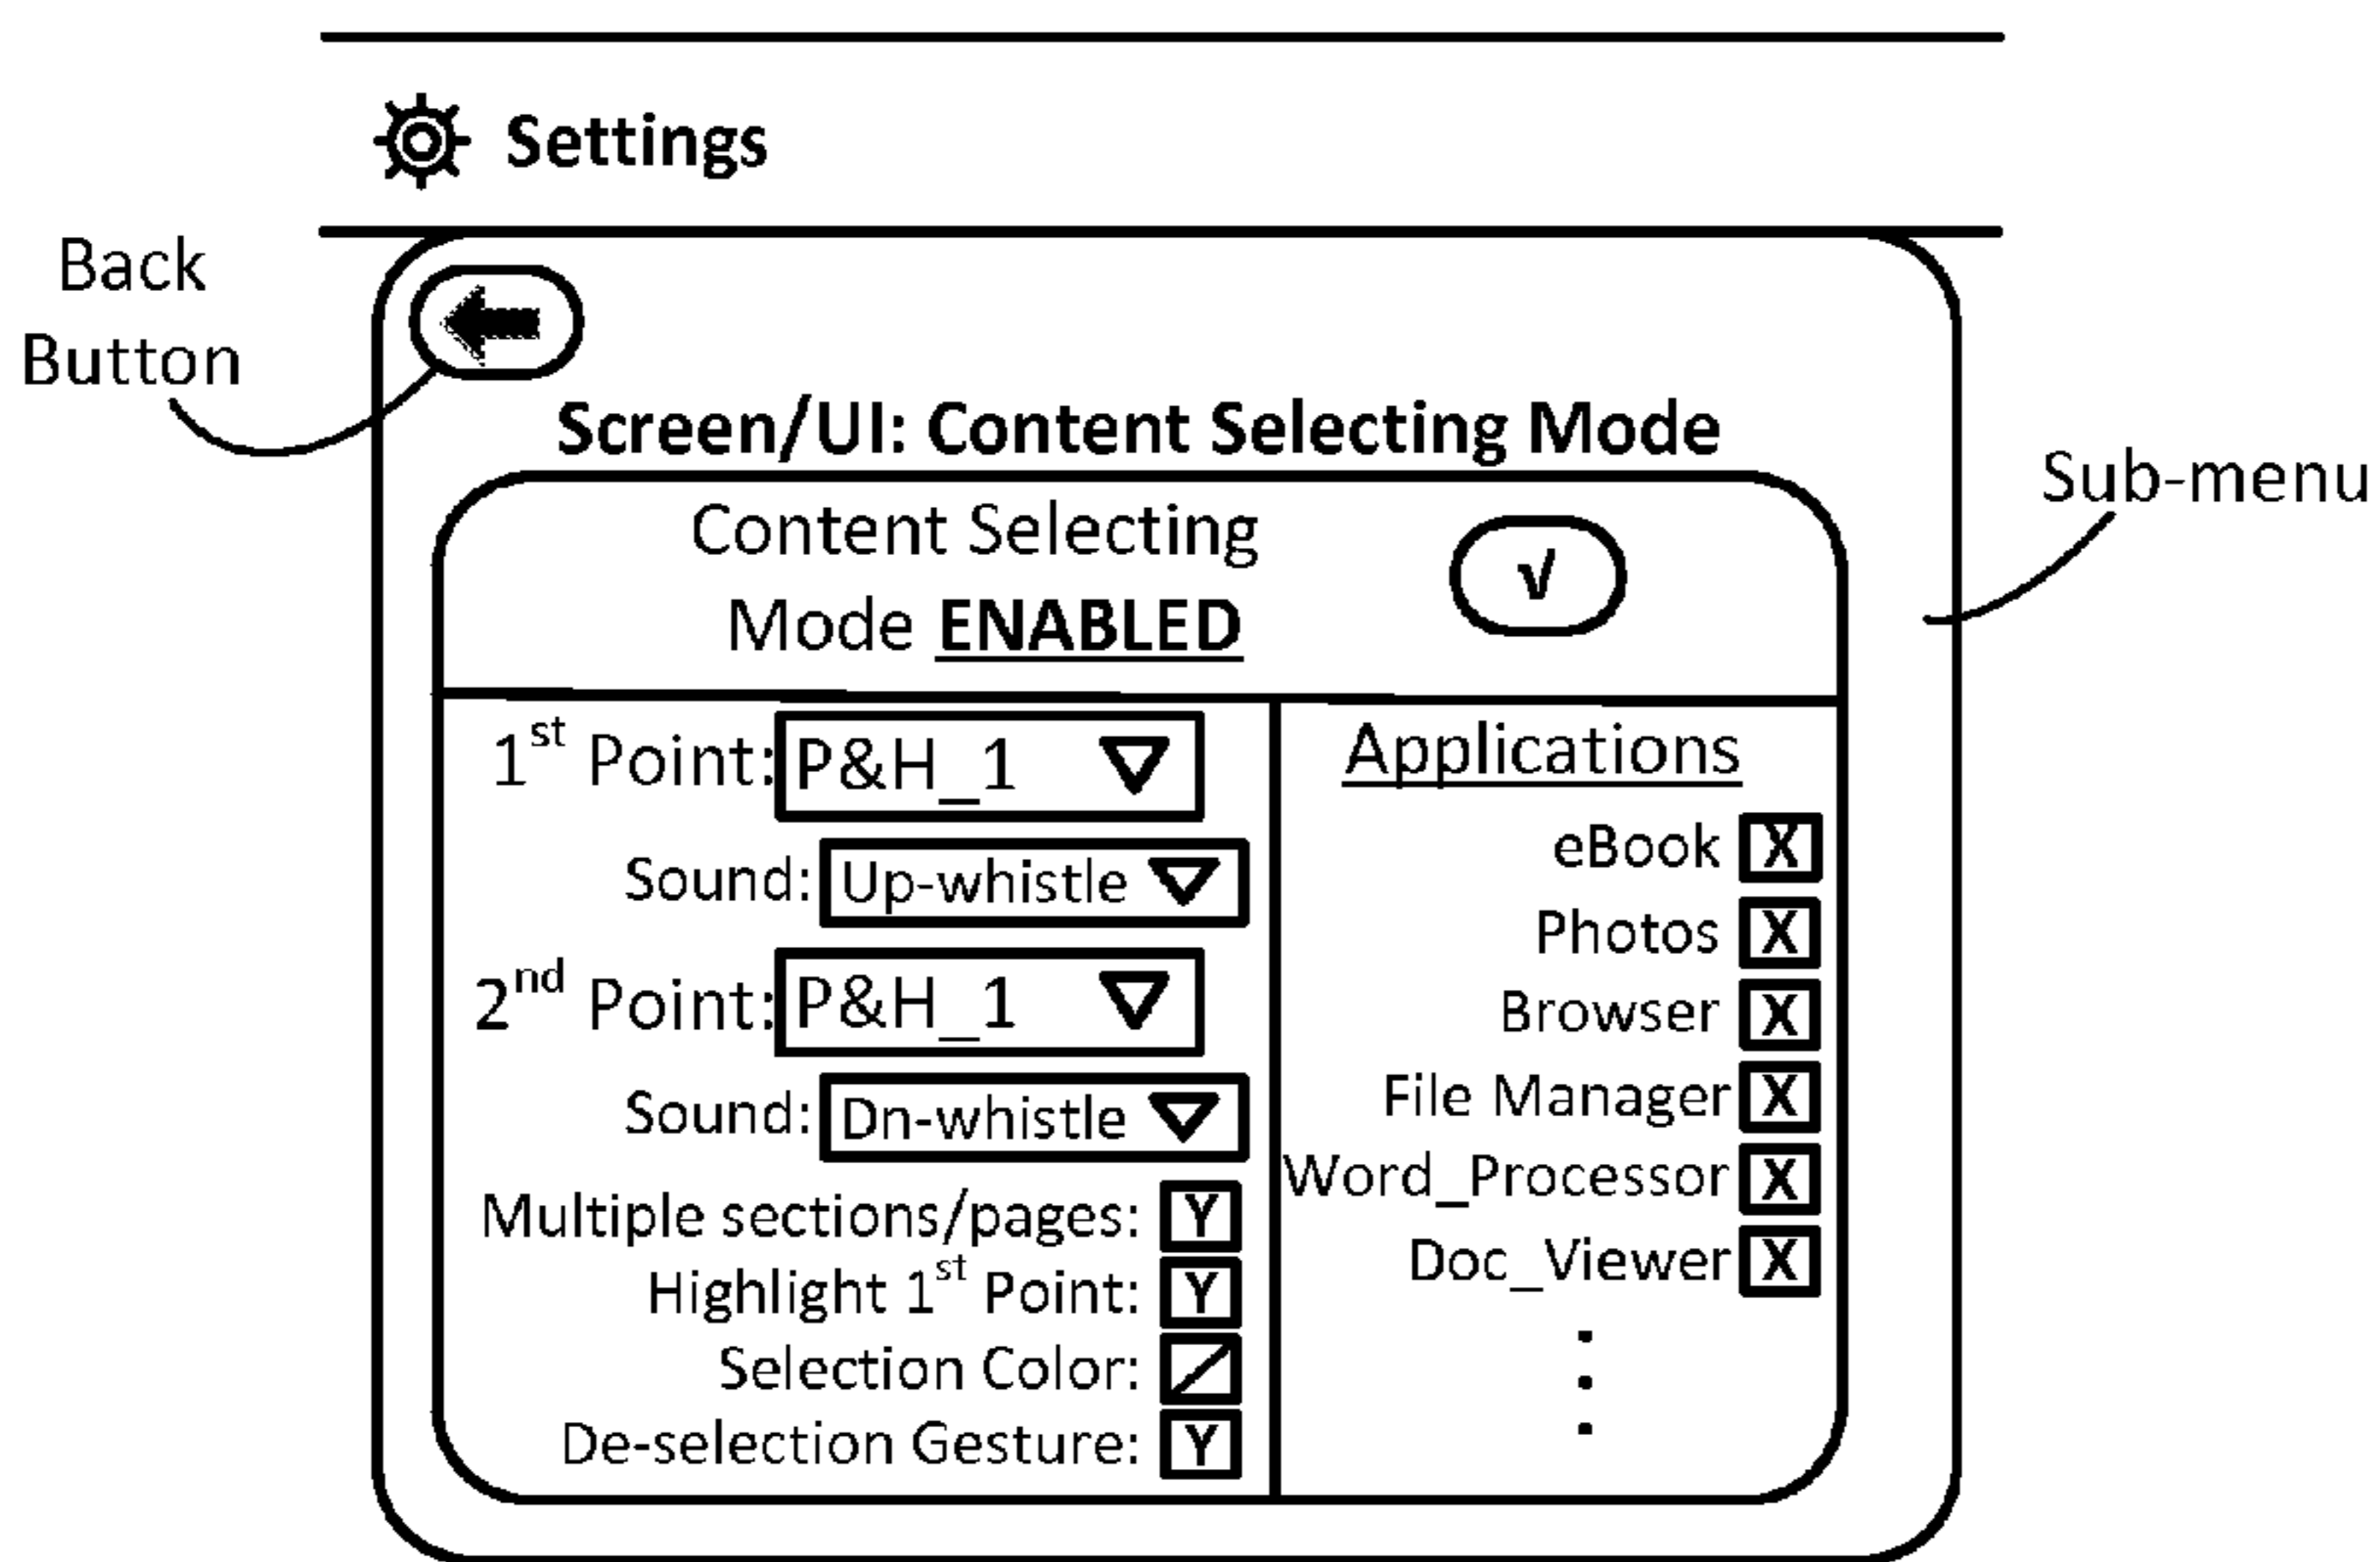 Settings
Back
Button
Screen/UI: Content Selecting Mode
Sub-menu
Content Selecting
Mode ENABLED
√
1st Point: P&H_1
Sound: Up-whistle
2nd Point: P&H_1
Sound: Dn-whistle
Multiple sections/pages: Y
Highlight 1st Point: Y
Selection Color:
De-selection Gesture: Y
Applications
eBook X
Photos X
Browser X
File Manager X
Word_Processor X
Doc_Viewer X